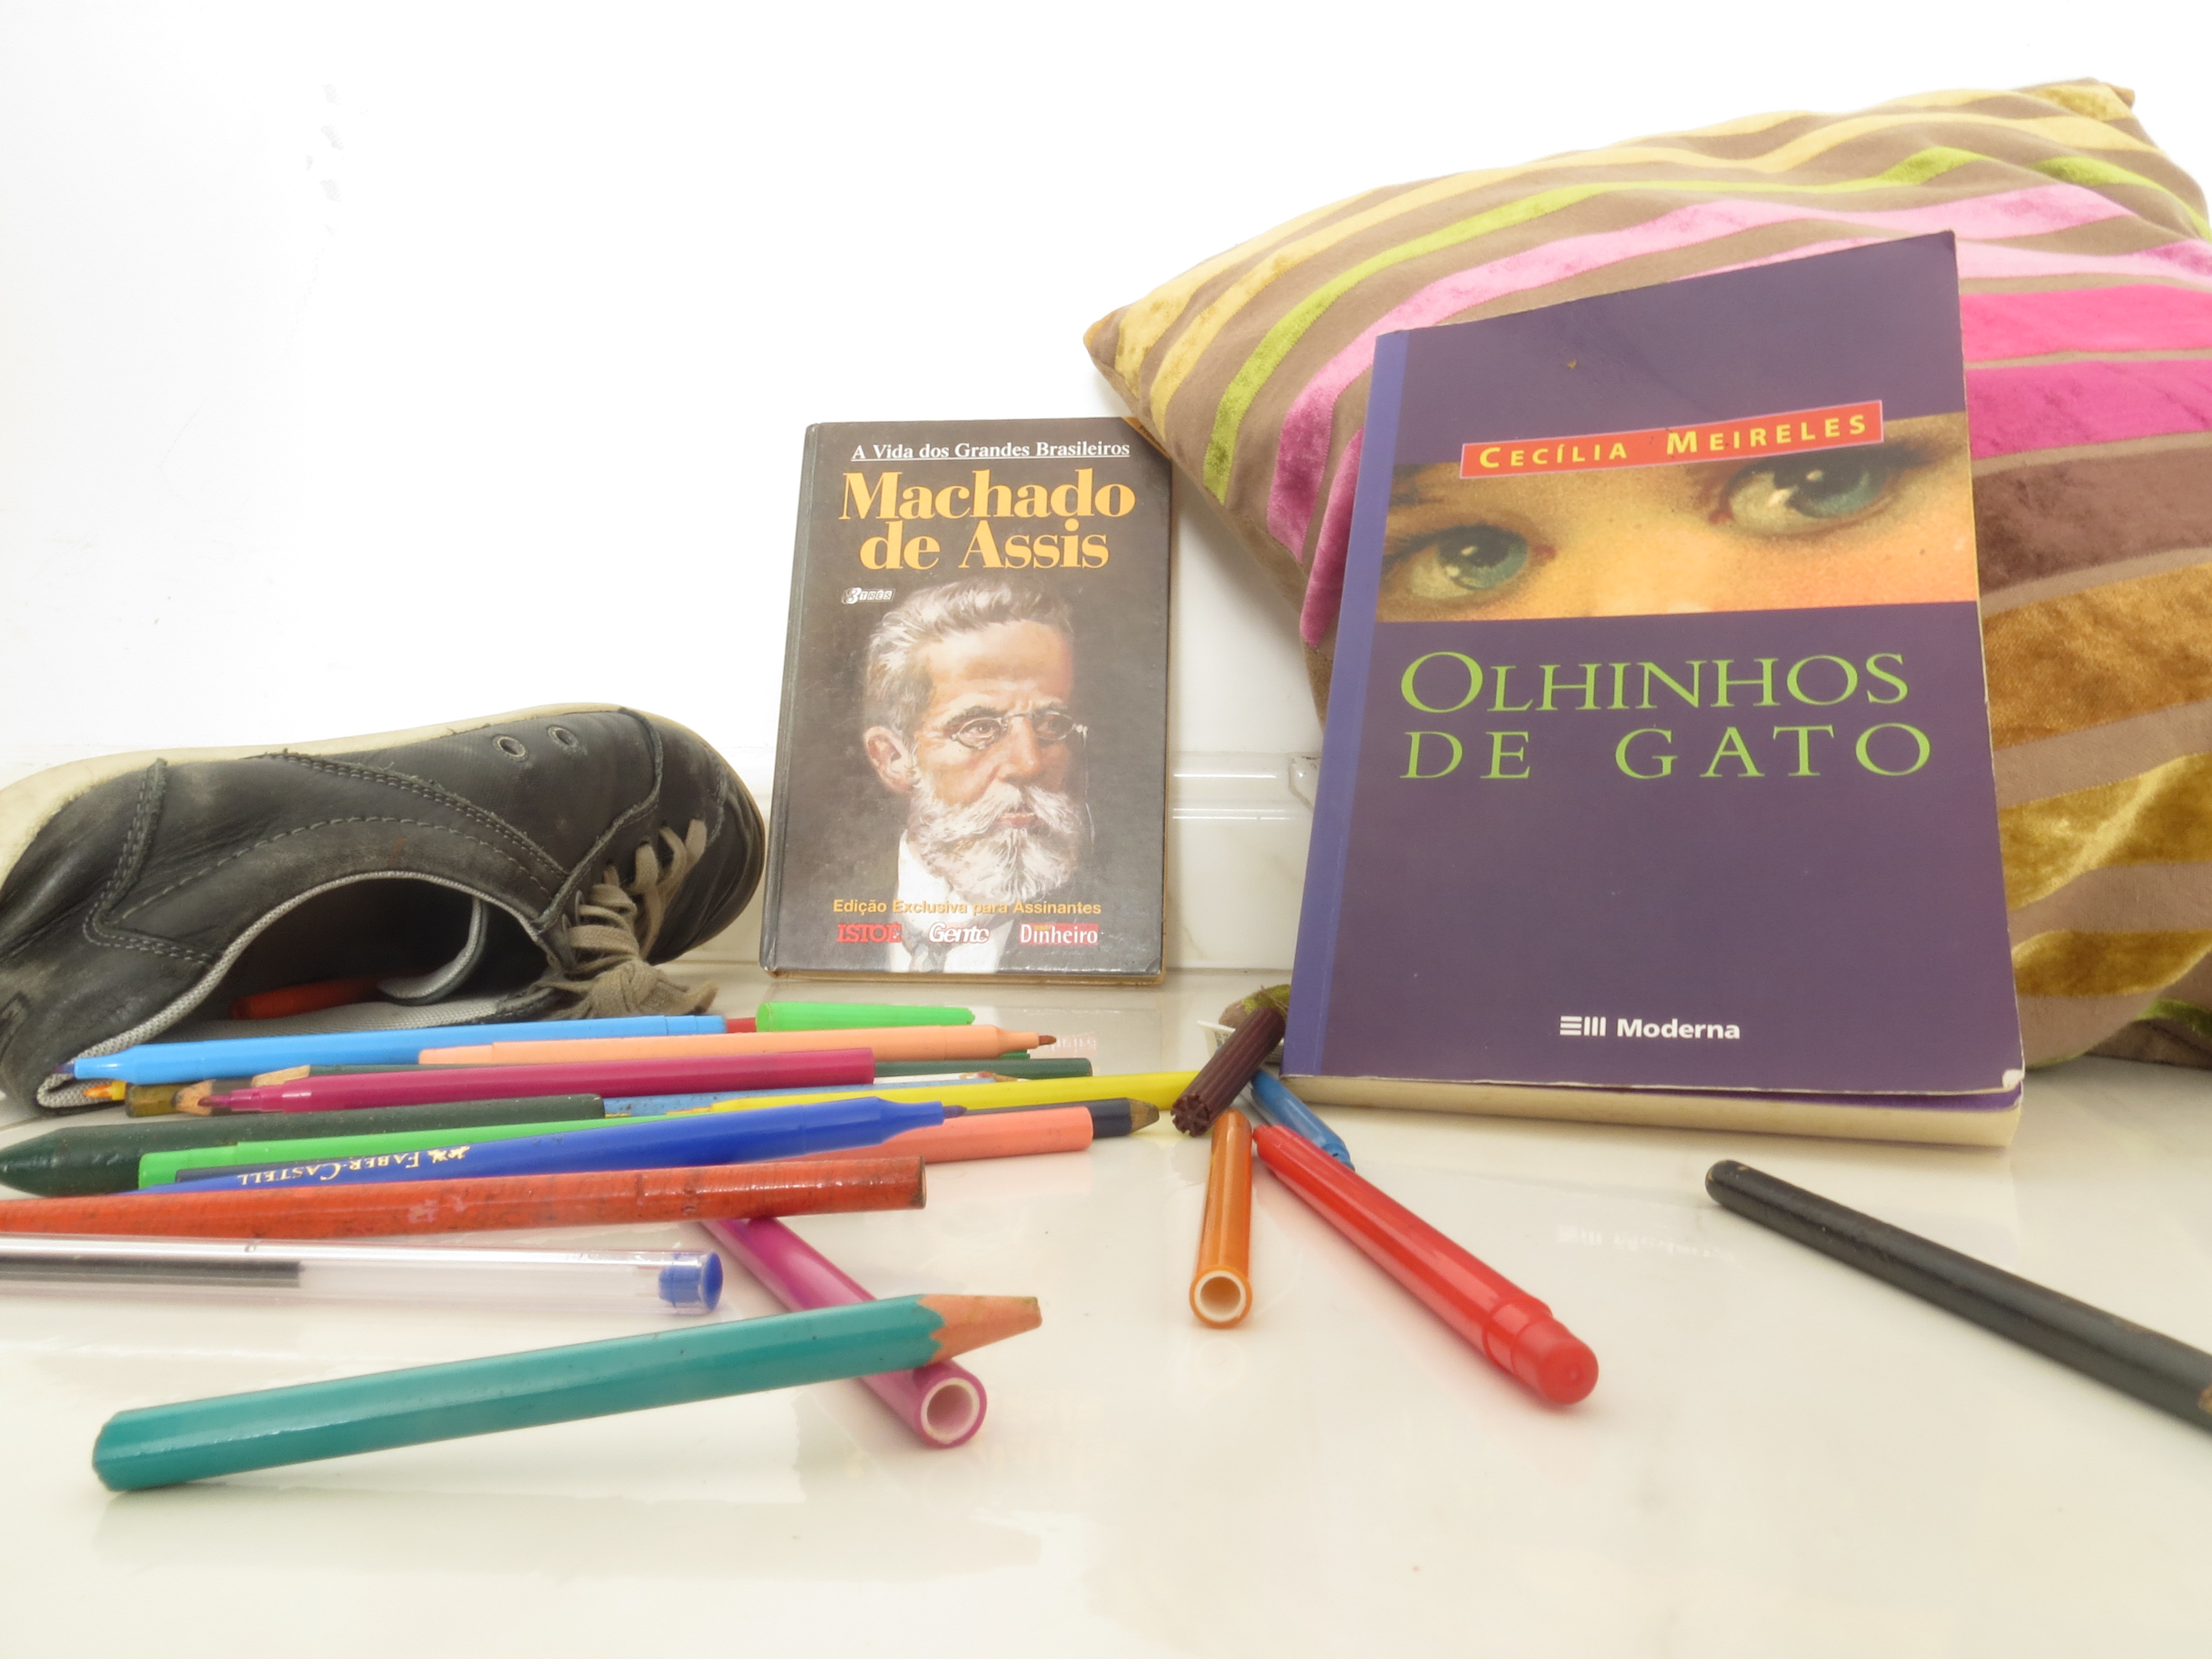 A Vida dos Grandes Brasileiros
Machado
de Assis
TRÊS
Edição Exclusiva para Assinantes
ISTOÉ Gente Dinheiro
CECÍLIA MEIRELES
OLHINHOS
DE GATO
Moderna
FABER-CASTELL